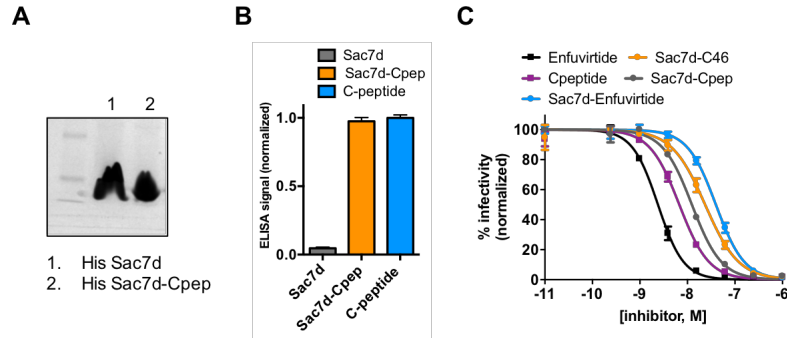 A
1 2
1. His Sac7d
2. His Sac7d-Cpep
B
Sac7d
Sac7d-Cpep
C-peptide
ELISA signal (normalized)
1.0
0.5
0.0
Sac7d
Sac7d-Cpep
C-peptide
C
Enfuvirtide Sac7d-C46
Cpeptide Sac7d-Cpep
Sac7d-Enfuvirtide
% infectivity
(normalized)
100
80
60
40
20
0
-11 -10 -9 -8 -7 -6
[inhibitor, M]